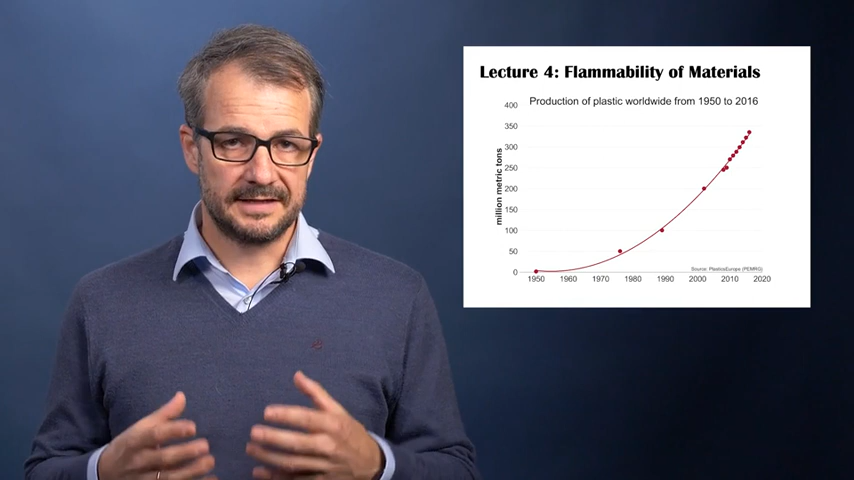 Lecture 4: Flammability of Materials
Production of plastic worldwide from 1950 to 2016
million metric tons
400
350
300
250
200
150
100
50
0
1950 1960 1970 1980 1990 2000 2010 2020
Source: PlasticsEurope (PEMRG)